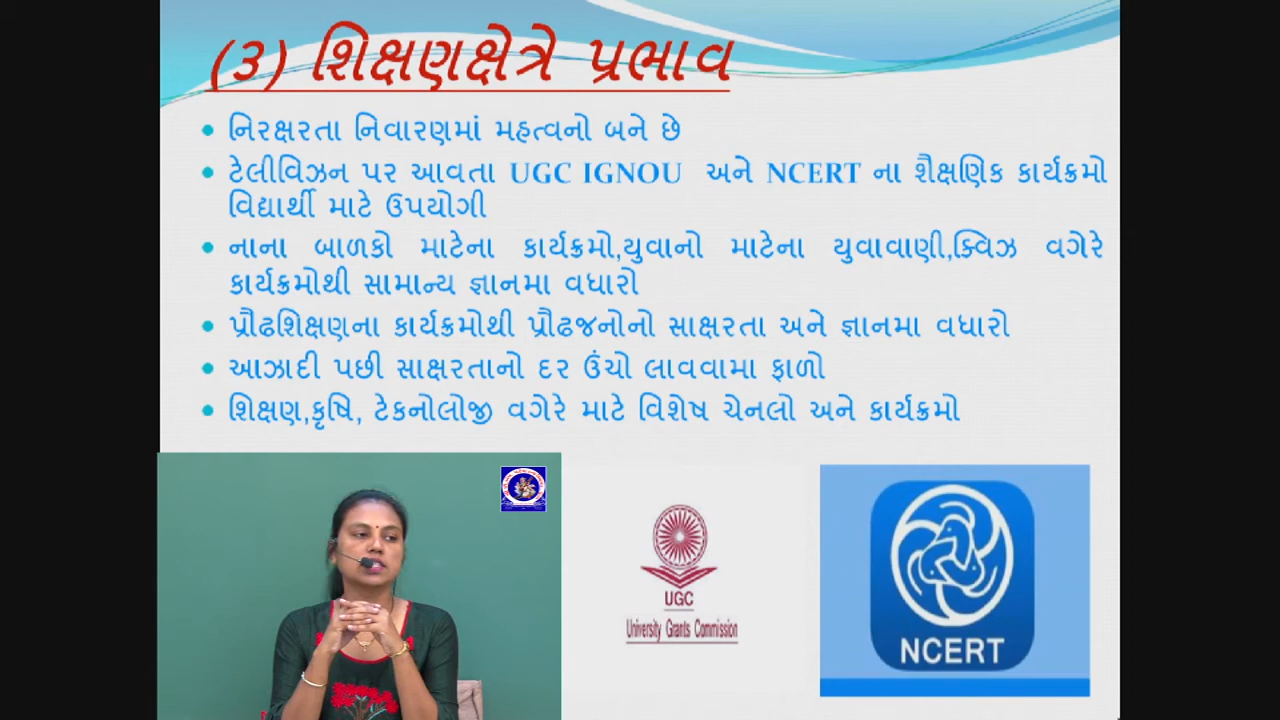 (૩) શિક્ષણક્ષેત્રે પ્રભાવ
નિરક્ષરતા નિવારણમાં મહત્વનો બને છે
ટેલીવિઝન પર આવતા UGC IGNOU અને NCERT ના શૈક્ષણિક કાર્યક્રમો
વિદ્યાર્થી માટે ઉપયોગી
નાના બાળકો માટેના કાર્યક્રમો,યુવાનો માટેના યુવાવાણી,ક્વિઝ વગેરે
કાર્યક્રમોથી સામાન્ય જ્ઞાનમા વધારો
પ્રૌઢશિક્ષણના કાર્યક્રમોથી પ્રૌઢજનોનો સાક્ષરતા અને જ્ઞાનમા વધારો
આઝાદી પછી સાક્ષરતાનો દર ઉંચો લાવવામા ફાળો
શિક્ષણ,કૃષિ, ટેકનોલોજી વગેરે માટે વિશેષ ચેનલો અને કાર્યક્રમો
UGC
University Grants Commission
NCERT